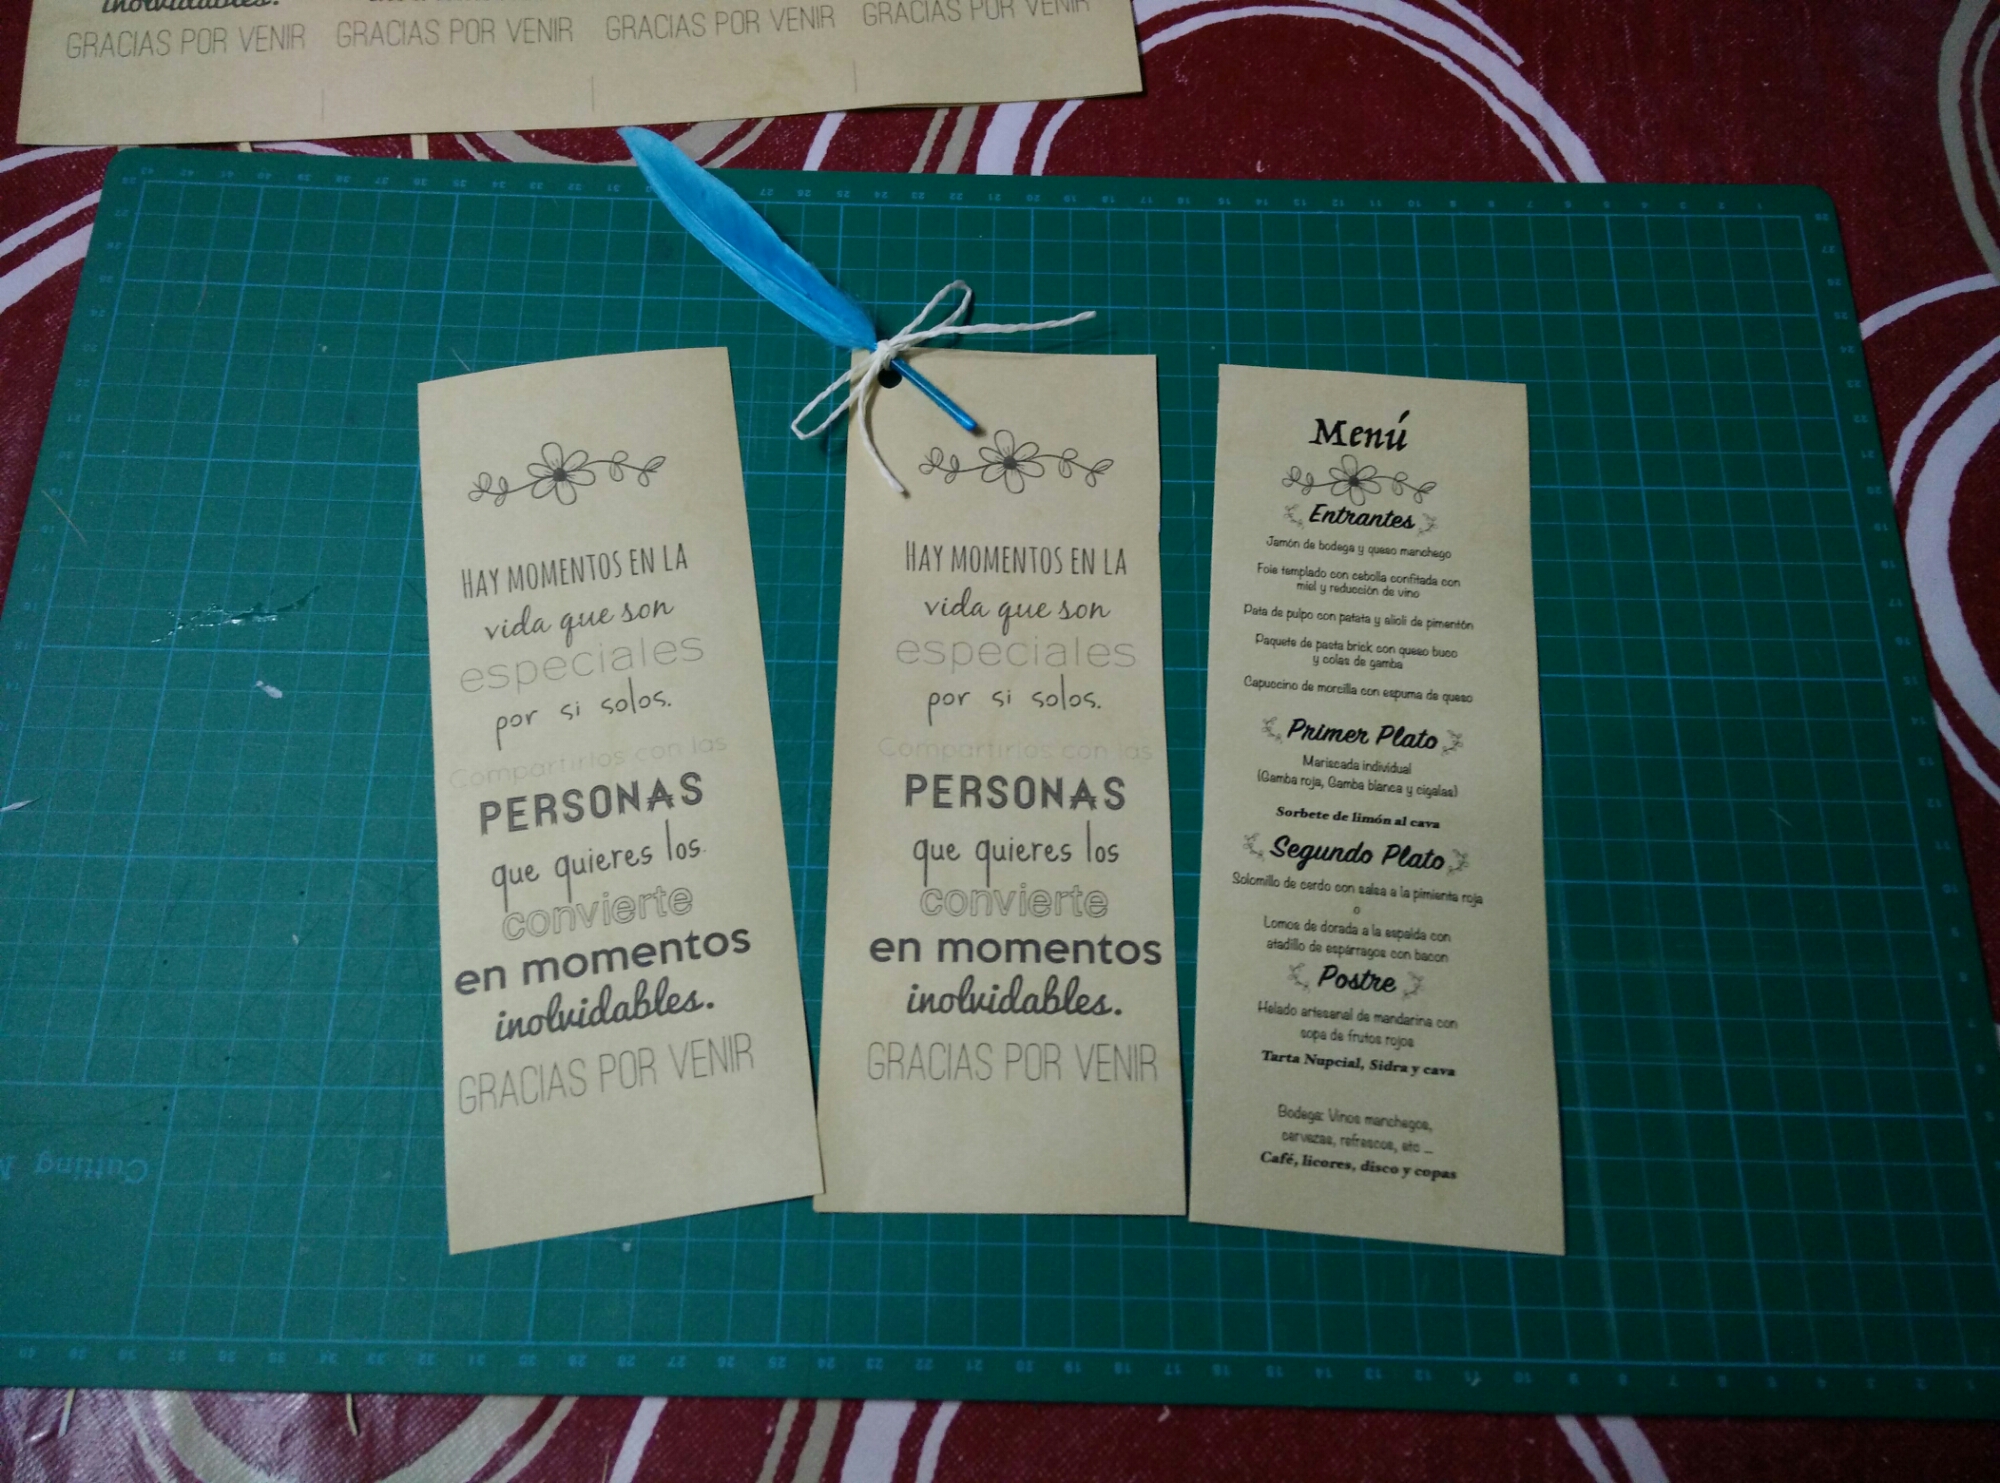 inolvidables.
GRACIAS POR VENIR GRACIAS POR VENIR GRACIAS POR VENIR GRACIAS POR VENIR
HAY MOMENTOS EN LA
vida que son
especiales
por si solos.
Compartirlos con las
PERSONAS
que quieres los
convierte
en momentos
inolvidables.
GRACIAS POR VENIR
HAY MOMENTOS EN LA
vida que son
especiales
por si solos.
Compartirlos con las
PERSONAS
que quieres los
convierte
en momentos
inolvidables.
GRACIAS POR VENIR
Menú
Entrantes
Jamón de bodega y queso manchego
Foie templado con cebolla confitada con
miel y reducción de vino
Pata de pulpo con patata y alioli de pimentón
Paquete de pasta brick con queso buco
y colas de gamba
Capuccino de morcilla con espuma de queso
Primer Plato
Mariscada individual
(Gamba roja, Gamba blanca y cigalas)
Sorbete de limón al cava
Segundo Plato
Solomillo de cerdo con salsa a la pimienta roja
o
Lomos de dorada a la espalda con
atadillo de espárragos con bacon
Postre
Helado artesanal de mandarina con
sopa de frutos rojos
Tarta Nupcial, Sidra y cava
Bodega: Vinos manchegos,
cervezas, refrescos, etc ...
Café, licores, disco y copas
Cutting